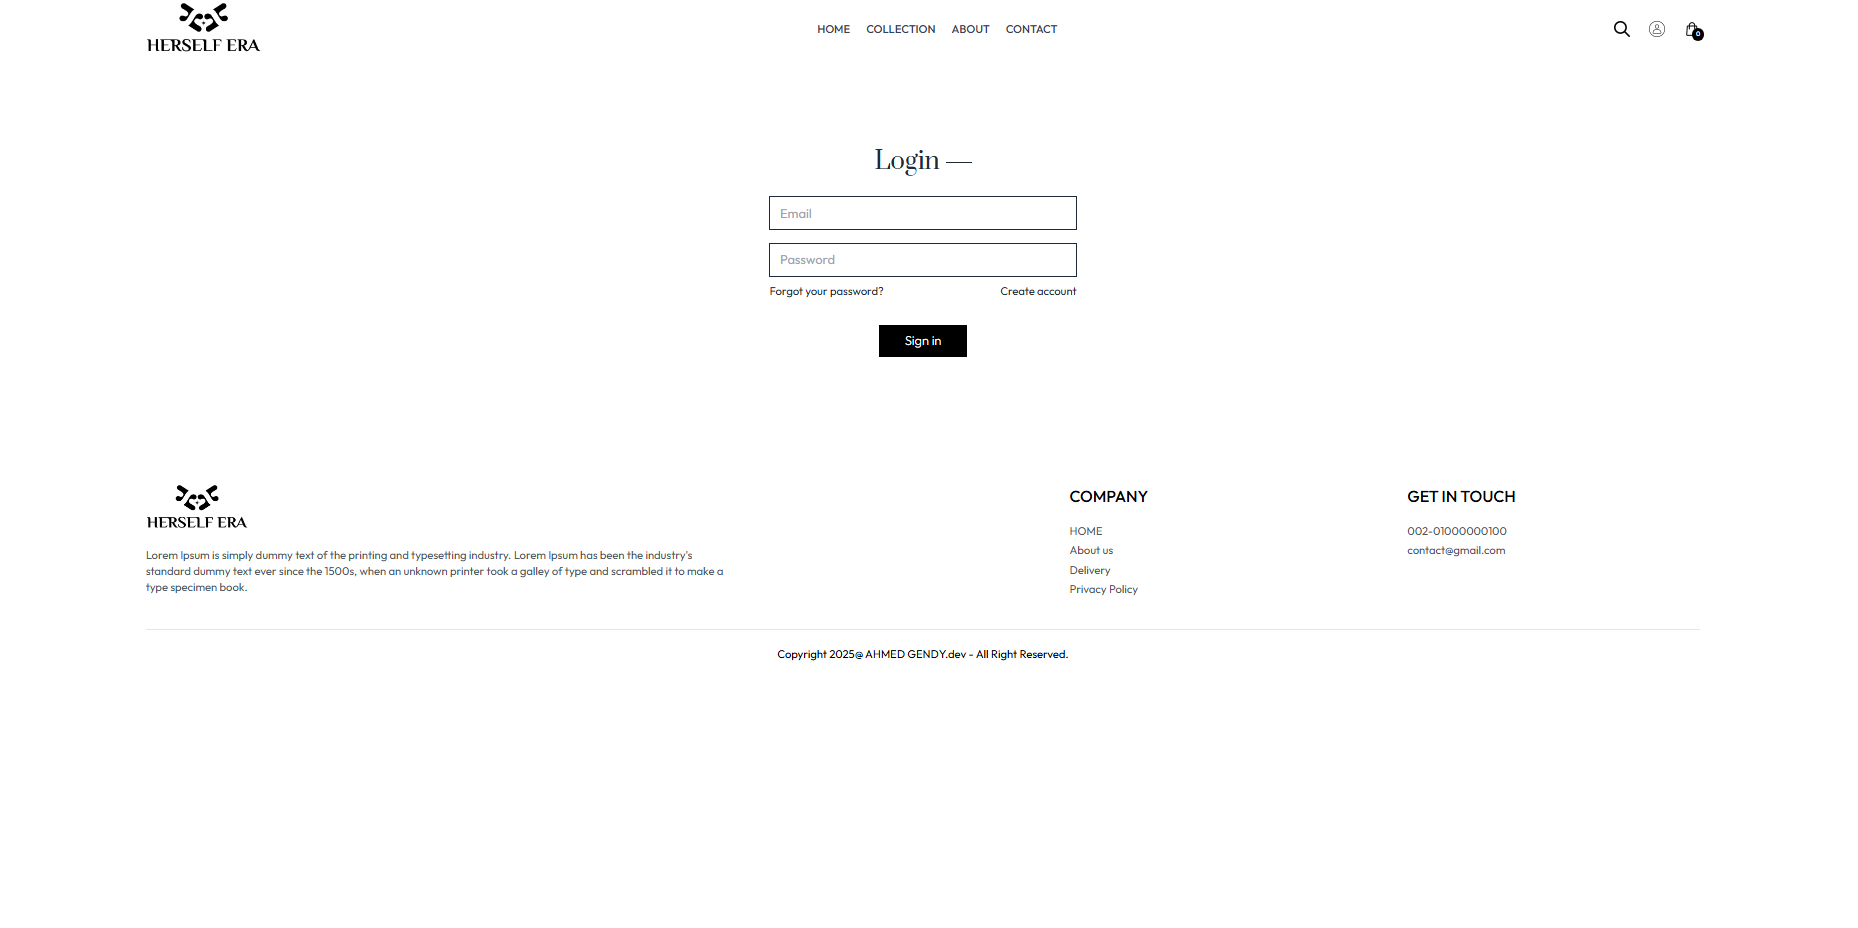 HERSELF ERA
HOME COLLECTION ABOUT CONTACT
0
Login —
Email
Password
Forgot your password? Create account
Sign in
HERSELF ERA
Lorem Ipsum is simply dummy text of the printing and typesetting industry. Lorem Ipsum has been the industry's
standard dummy text ever since the 1500s, when an unknown printer took a galley of type and scrambled it to make a
type specimen book.
COMPANY
HOME
About us
Delivery
Privacy Policy
GET IN TOUCH
002-01000000100
contact@gmail.com
Copyright 2025@ AHMED GENDY.dev - All Right Reserved.